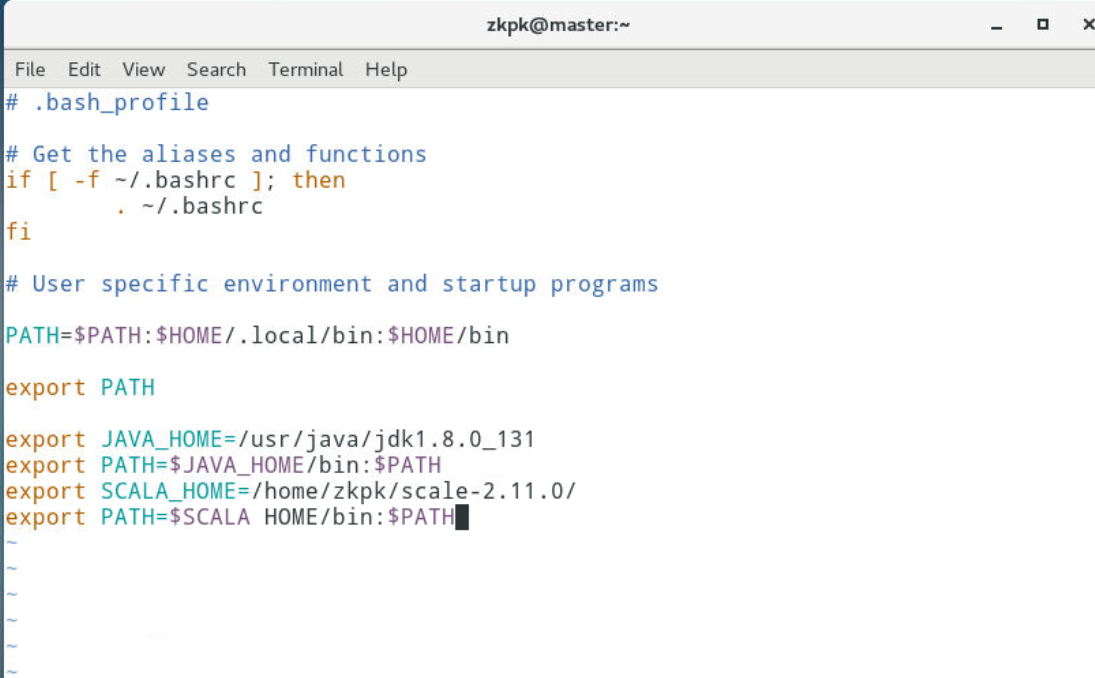 zkpk@master:~
File Edit View Search Terminal Help
# .bash_profile
# Get the aliases and functions
if [ -f ~/.bashrc ]; then
        . ~/.bashrc
fi
# User specific environment and startup programs
PATH=$PATH:$HOME/.local/bin:$HOME/bin
export PATH
export JAVA_HOME=/usr/java/jdk1.8.0_131
export PATH=$JAVA_HOME/bin:$PATH
export SCALA_HOME=/home/zkpk/scale-2.11.0/
export PATH=$SCALA HOME/bin:$PATH
~
~
~
~
~
~